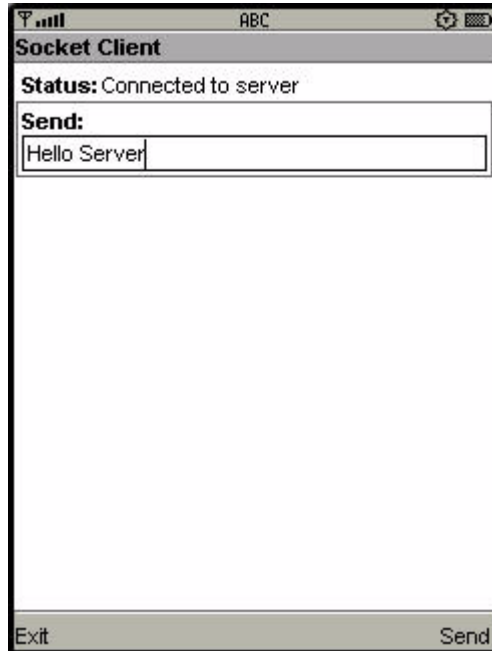 ABC
Socket Client
Status: Connected to server
Send:
Hello Server
Exit Send